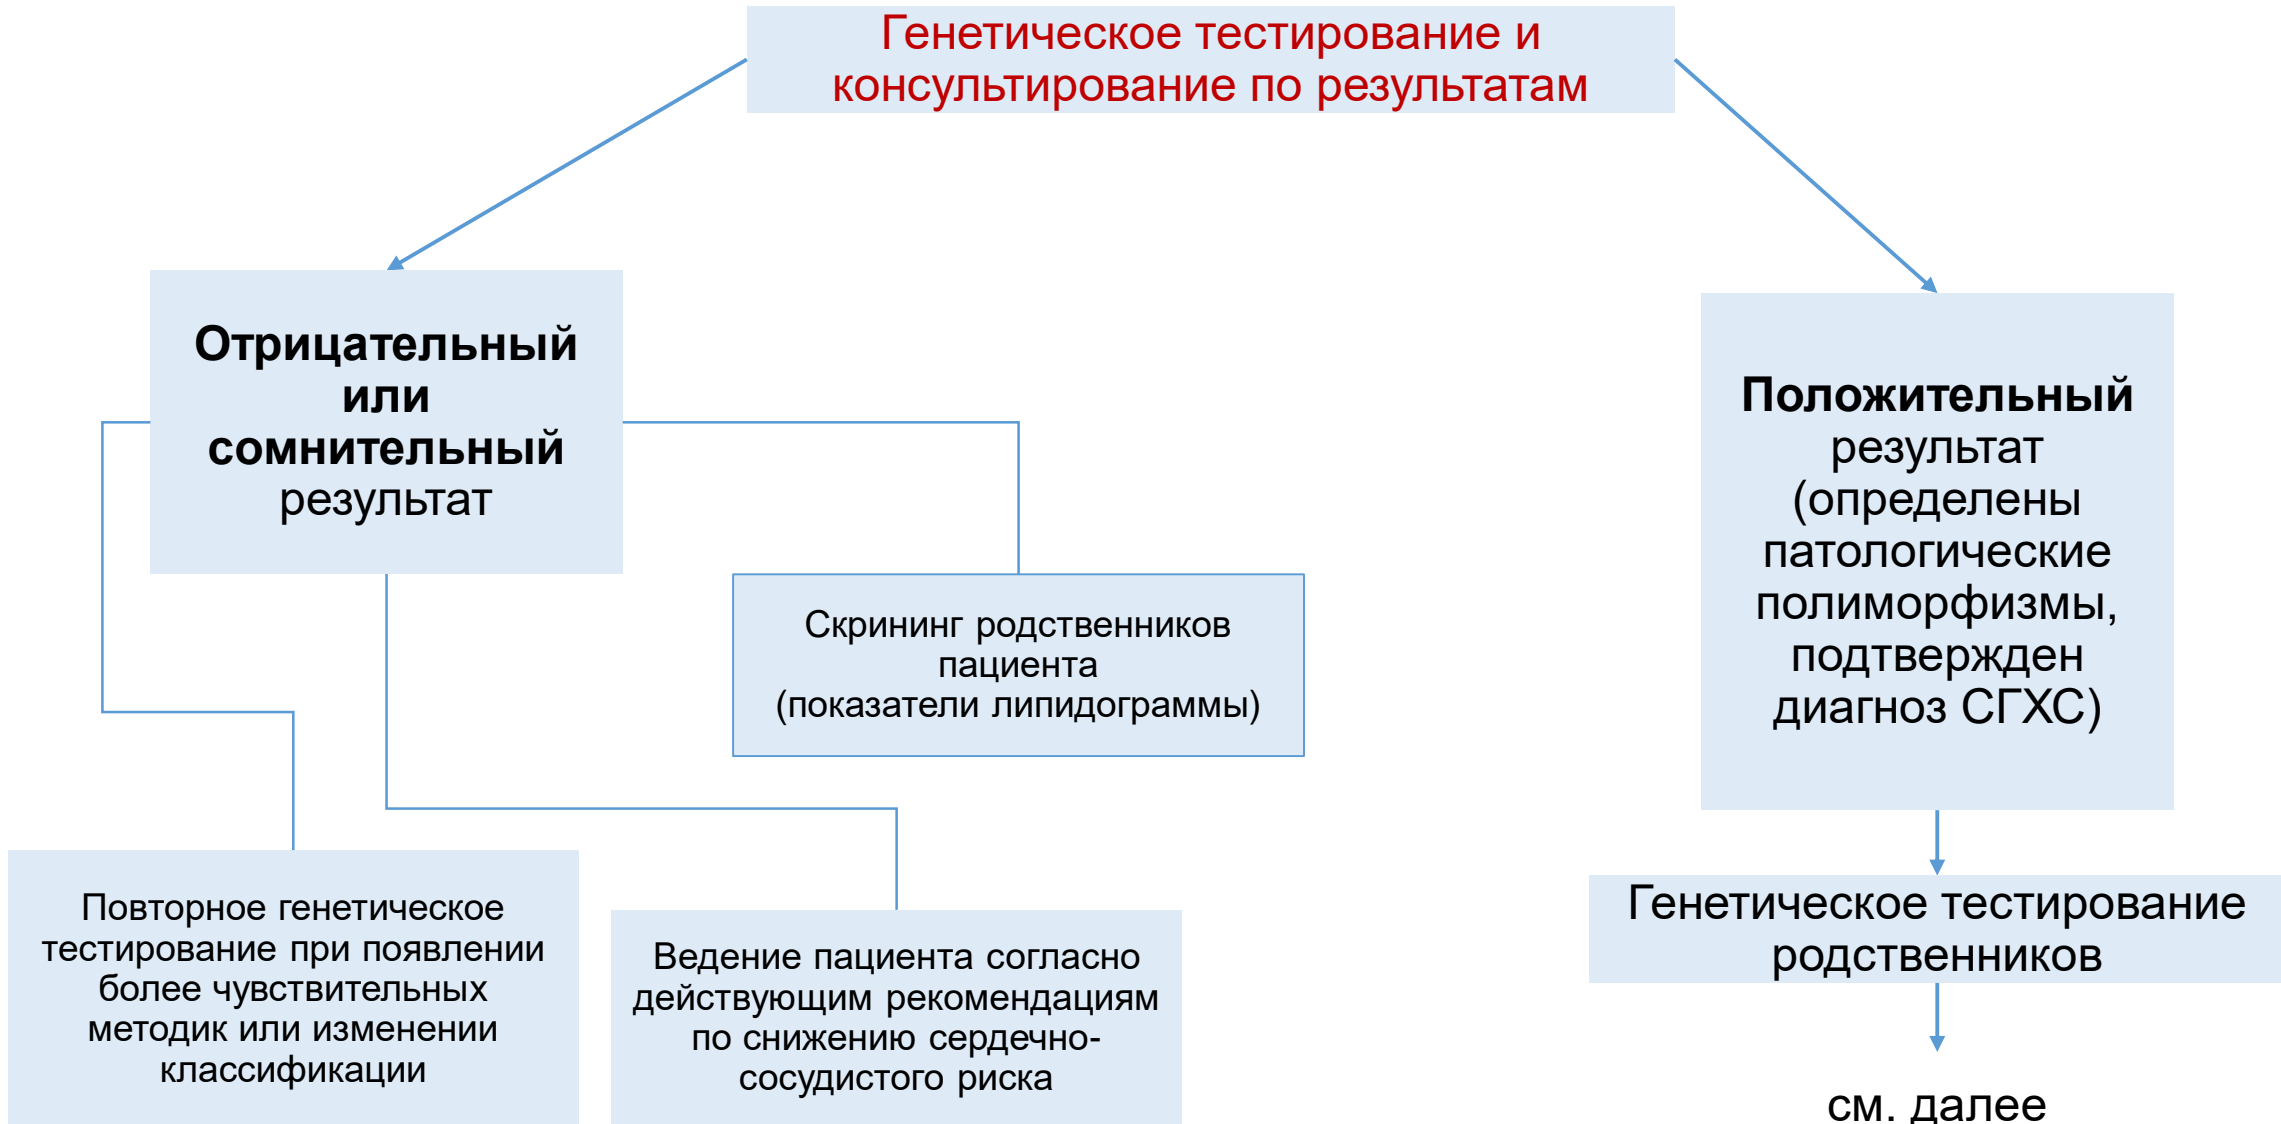 Генетическое тестирование и
консультирование по результатам
Отрицательный
или
сомнительный
результат
Положительный
результат
(определены
патологические
полиморфизмы,
подтвержден
диагноз СГХС)
Скрининг родственников
пациента
(показатели липидограммы)
Повторное генетическое
тестирование при появлении
более чувствительных
методик или изменении
классификации
Ведение пациента согласно
действующим рекомендациям
по снижению сердечно-
сосудистого риска
Генетическое тестирование
родственников
см. далее